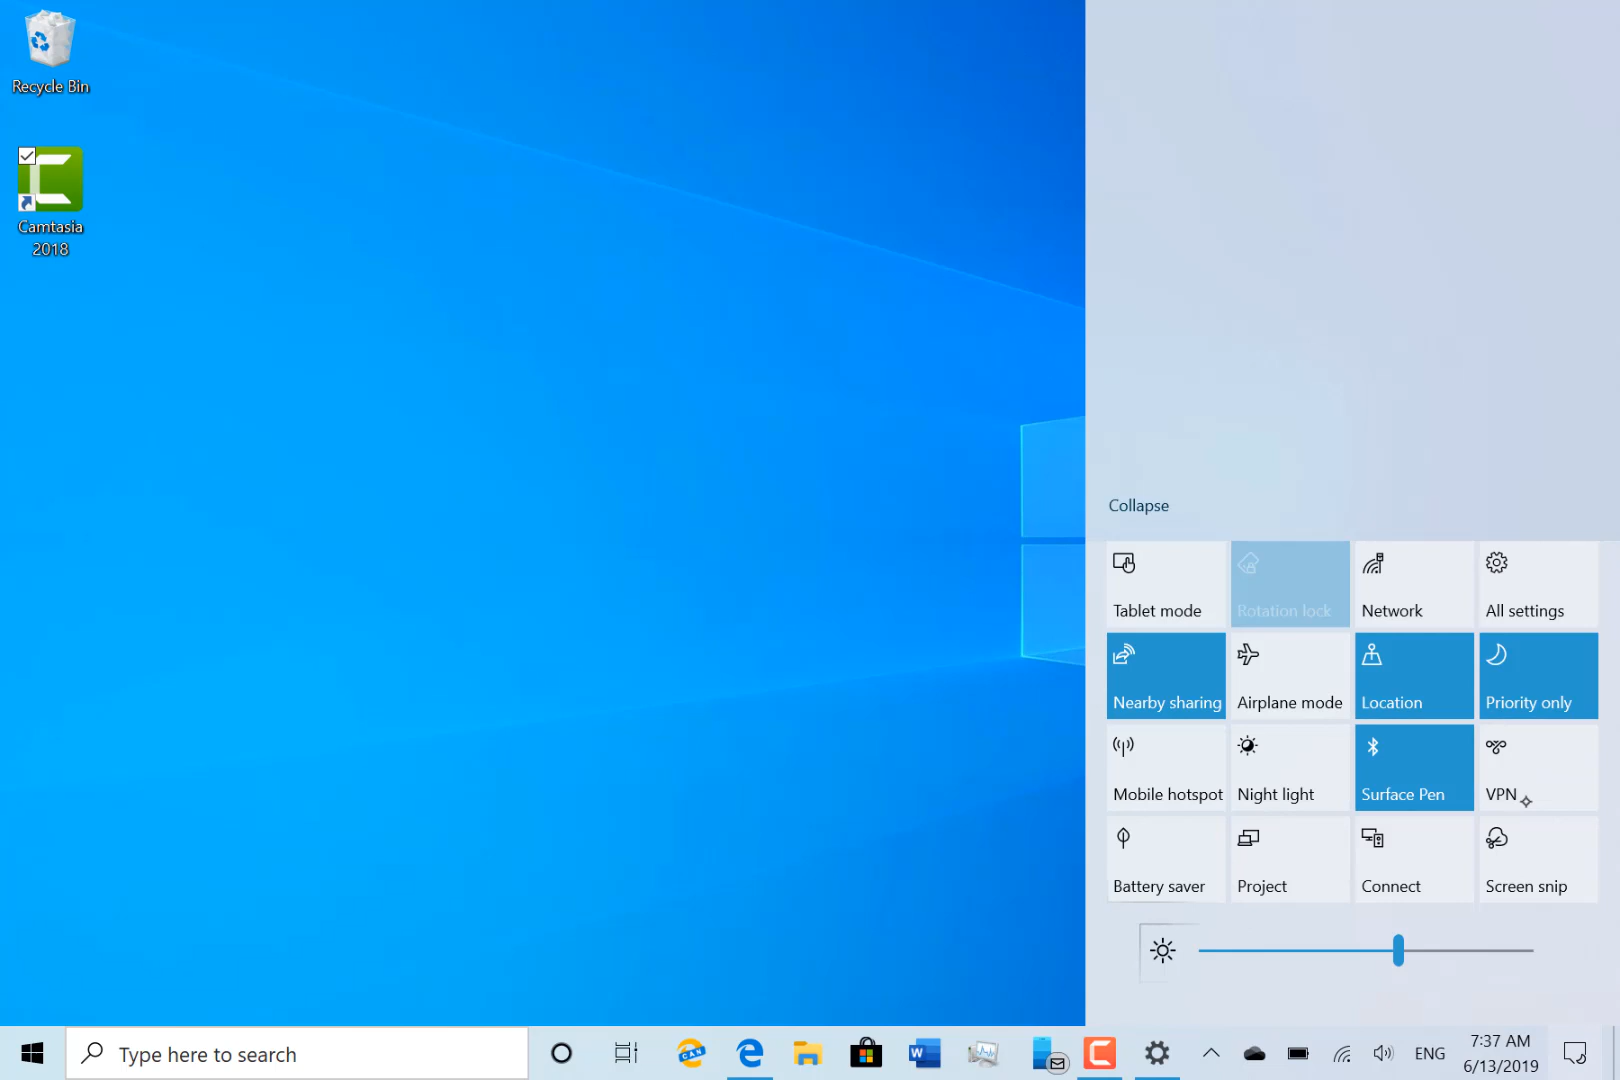 Recycle Bin
Camtasia
2018
Collapse
Tablet mode
Rotation lock
Network
All settings
Nearby sharing
Airplane mode
Location
Priority only
Mobile hotspot
Night light
Surface Pen
VPN
Battery saver
Project
Connect
Screen snip
Type here to search
CAN
W
ENG
7:37 AM
6/13/2019